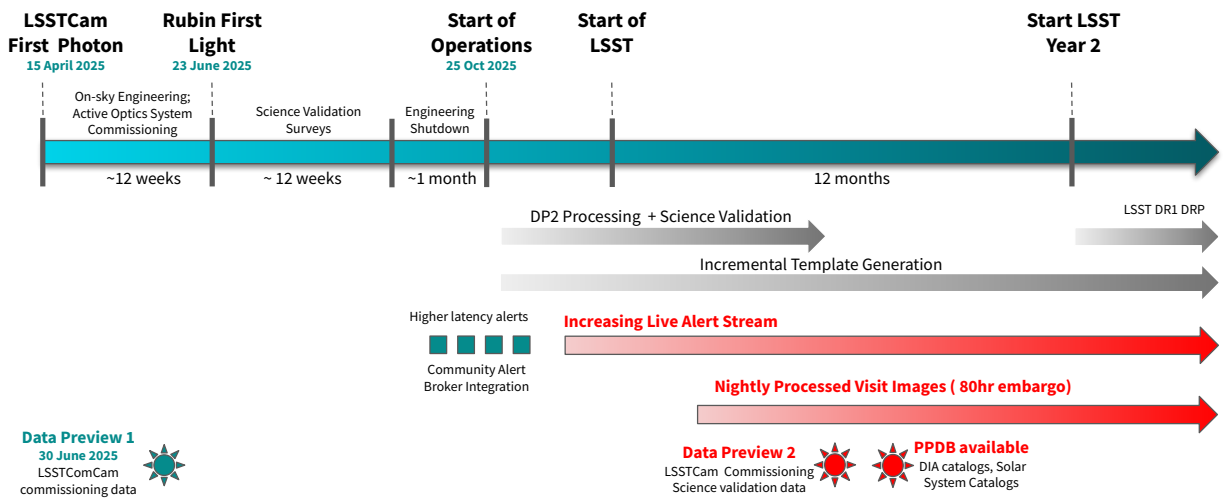 LSSTCam
First Photon
15 April 2025
Rubin First
Light
23 June 2025
Start of
Operations
25 Oct 2025
Start of
LSST
Start LSST
Year 2
On-sky Engineering;
Active Optics System
Commissioning
Science Validation
Surveys
Engineering
Shutdown
~12 weeks
~ 12 weeks
~1 month
12 months
DP2 Processing + Science Validation
LSST DR1 DRP
Incremental Template Generation
Higher latency alerts
Community Alert
Broker Integration
Increasing Live Alert Stream
Nightly Processed Visit Images ( 80hr embargo)
Data Preview 1
30 June 2025
LSSTComCam
commissioning data
Data Preview 2
LSSTCam Commissioning
Science validation data
PPDB available
DIA catalogs, Solar
System Catalogs